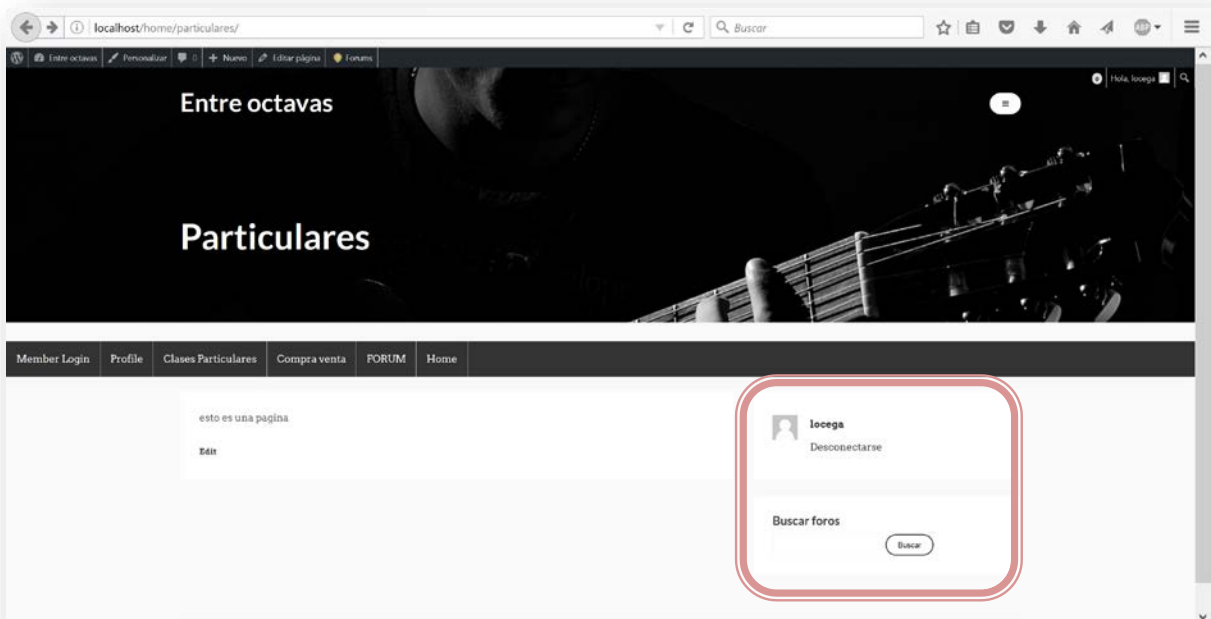 localhost/home/particulares/
Buscar
ABP
Entre octavas Personalizar 0 + Nuevo Editar página Forums
Hola, locega
Entre octavas
Particulares
Member Login Profile Clases Particulares Compra venta FORUM Home
esto es una pagina
Edit
locega
Desconectarse
Buscar foros
Buscar